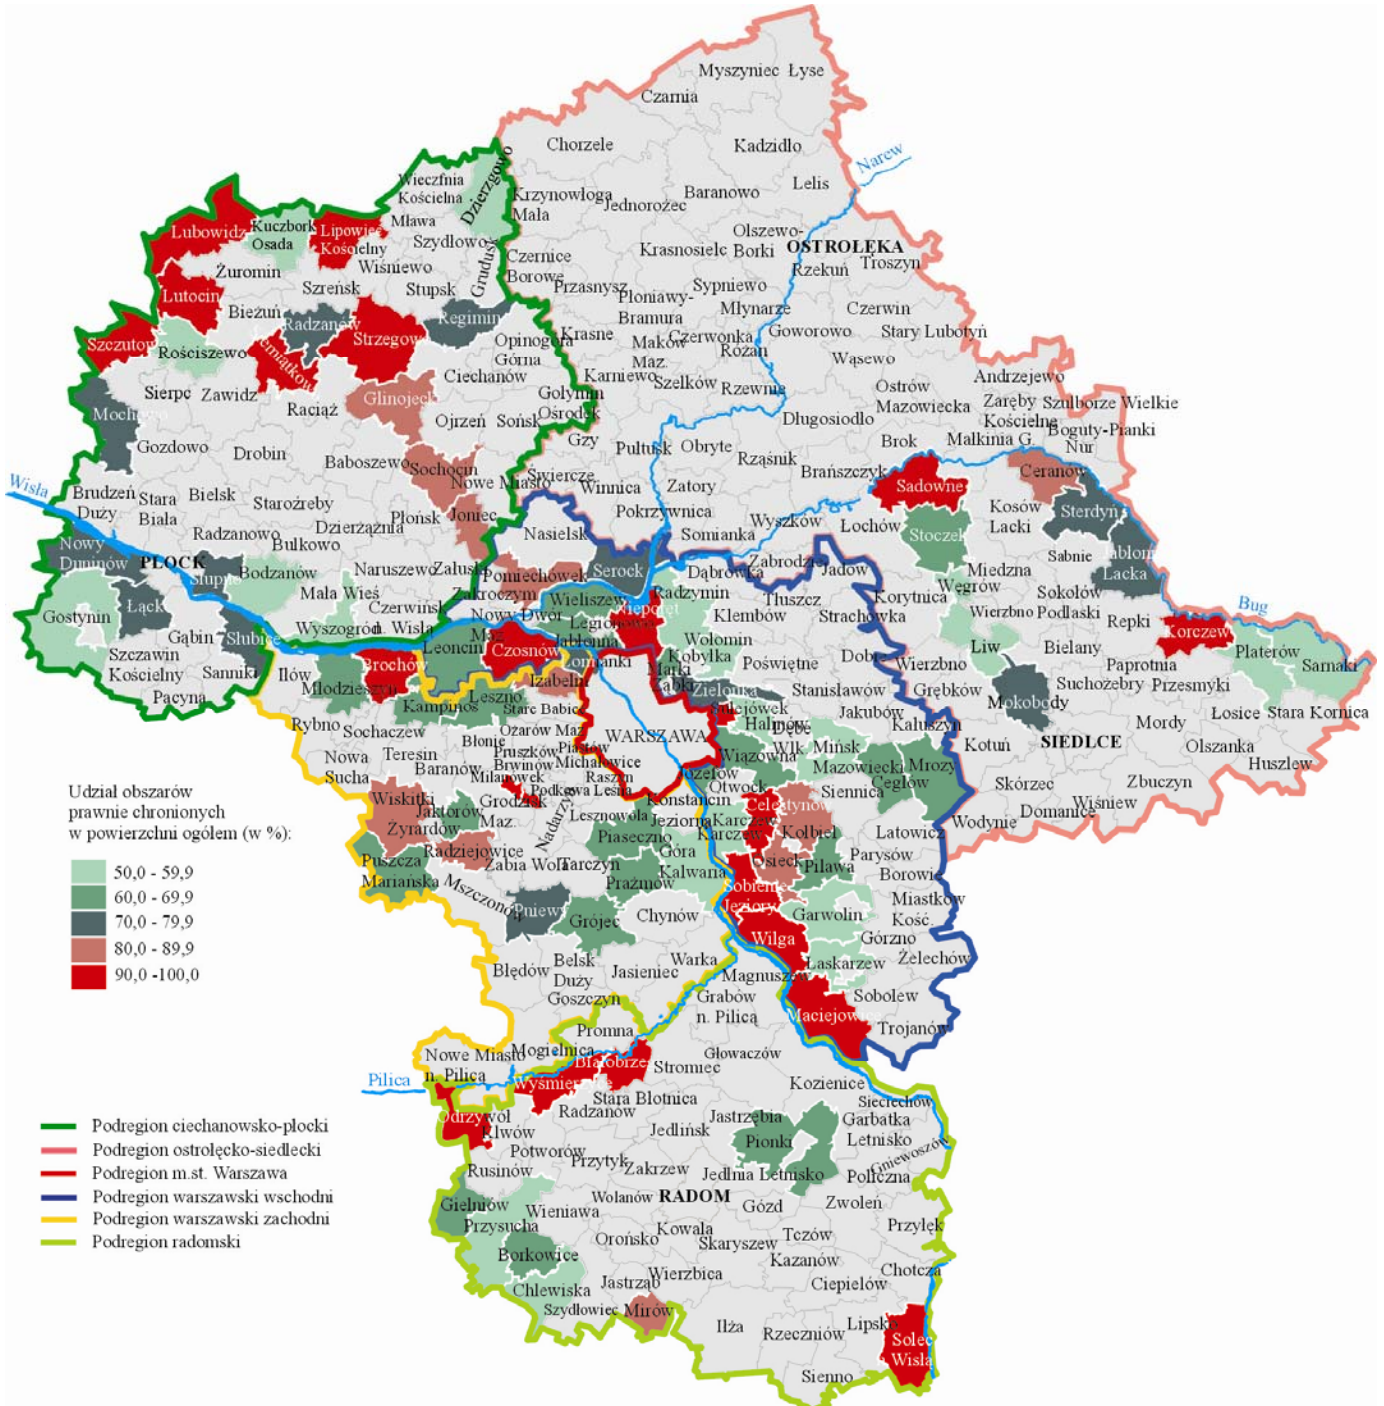 Myszyniec Łyse
Czarnia
Chorzele
Kadzidło
Narew
Wieczfnia
Kościelna
Dzierzgowo
Lelis
Krzynowłoga
Mała
Jednorożec
Baranowo
Lubowidz
Kuczbork
Osada
Lipowiec
Kościelny
Mława
Szydłowo
Olszewo-
Borki
Krasnosielc
OSTROŁĘKA
Rzekuń
Troszyn
Czernice
Borowe
Grudusk
Żuromin
Wiśniewo
Szreńsk
Stupsk
Przasnysz
Sypniewo
Płoniawy-
Bramura
Młynarze
Czerwin
Lutocin
Bieżuń
Radzanów
Strzegowo
Regimin
Opinogóra
Górna
Krasne
Maków
Maz.
Czerwonka
Różan
Goworowo
Stary Lubotyń
Szczutowo
Rościszewo
Wąsewo
Ciechanów
Karniewo
Szelków
Rzewnie
Andrzejewo
Ostrów
Mazowiecka
Zaręby
Kościelne
Szulborze Wielkie
Sierpc
Zawidz
Raciąż
Glinojeck
Gołymin
Ośrodek
Ojrzeń
Sońsk
Długosiodło
Boguty-Pianki
Nur
Mochowo
Gozdowo
Drobin
Baboszewo
Sochocin
Gzy
Pułtusk
Obryte
Rząśnik
Brok
Małkinia G.
Brańszczyk
Ceranów
Wisła
Nowe Miasto
Świercze
Winnica
Zatory
Sadowne
Brudzeń
Duży
Stara
Biała
Bielsk
Staroźreby
Płońsk
Joniec
Pokrzywnica
Kosów
Lacki
Sterdyń
Radzanowo
Dzierzążnia
Nasielsk
Somianka
Wyszków
Łochów
Stoczek
Nowy
Duninów
PŁOCK
Bulkowo
Naruszewo
Załuski
Pomiechówek
Serock
Dąbrówka
Zabrodzie
Jadów
Miedzna
Sabnie
Jabłonna
Lacka
Słupno
Bodzanów
Mała Wieś
Zakroczym
Wieliszew
Radzymin
Tłuszcz
Korytnica
Węgrów
Sokołów
Podlaski
Bug
Gostynin
Łąck
Gąbin
Wyszogród
Czerwińsk
n. Wisłą
Nowy Dwór
Maz.
Legionowo
Nieporęt
Klembów
Strachówka
Wierzbno
Repki
Korczew
Szczawin
Kościelny
Słubice
Sanniki
Brochów
Leoncin
Czosnów
Jabłonna
Łomianki
Wołomin
Kobyłka
Marki
Ząbki
Poświętne
Dobre
Liw
Bielany
Platerów
Sarnaki
Pacyna
Iłów
Młodzieszyn
Izabelin
Zielonka
Wierzbno
Paprotnia
Kampinos
Leszno
Stare Babice
Sulejówek
Stanisławów
Grębków
Mokobody
Suchożebry
Przesmyki
Łosice
Stara Kornica
Rybno
Sochaczew
Ożarów Maz.
WARSZAWA
Halinów
Dębe
Wlk.
Jakubów
Kałuszyn
Mordy
Błonie
Piastów
Michałowice
Pruszków
Brwinów
Wiązowna
Mińsk
Mazowiecki
Mrozy
Kotuń
SIEDLCE
Olszanka
Huszlew
Nowa
Sucha
Teresin
Baranów
Milanówek
Raszyn
Podkowa Leśna
Józefów
Otwock
Cegłów
Siennica
Skórzec
Zbuczyn
Wiskitki
Jaktorów
Grodzisk
Maz.
Nadarzyn
Lesznowola
Konstancin
Jeziorna
Karczew
Karczew
Celestynów
Kołbiel
Wiśniew
Domanice
Wodynie
Latowicz
Żyrardów
Radziejowice
Żabia Wola
Tarczyn
Piaseczno
Góra
Kalwaria
Osieck
Pilawa
Parysów
Borowie
Puszcza
Mariańska
Mszczonów
Prażmów
Sobienie
Jeziory
Miastków
Kość.
Pniewy
Grójec
Chynów
Garwolin
Wilga
Górzno
Żelechów
Łaskarzew
Błędów
Belsk
Duży
Jasieniec
Warka
Magnuszew
Sobolew
Goszczyn
Grabów
n. Pilicą
Maciejowice
Trojanów
Promna
Mogielnica
Nowe Miasto
n. Pilicą
Pilica
Białobrzegi
Wyśmierzyce
Stromiec
Głowaczów
Kozienice
Sieciechów
Stara Błotnica
Radzanów
Odrzywół
Klwów
Jastrzębia
Jedlińsk
Garbatka
Letnisko
Pionki
Gniewoszów
Potworów
Rusinów
Przytyk
Zakrzew
Jedlnia Letnisko
Policzna
Gielniów
Wieniawa
Wolanów
RADOM
Zwoleń
Gózd
Przysucha
Przyłęk
Kowala
Orońsko
Skaryszew
Tczów
Borkowice
Kazanów
Chotcza
Wierzbica
Jastrząb
Ciepielów
Chlewiska
Szydłowiec
Mirów
Iłża
Lipsko
Rzeczniów
Solec
n. Wisłą
Sienno
Udział obszarów
prawnie chronionych
w powierzchni ogółem (w %):
50,0 - 59,9
60,0 - 69,9
70,0 - 79,9
80,0 - 89,9
90,0 -100,0
Podregion ciechanowsko-płocki
Podregion ostrołęcko-siedlecki
Podregion m.st. Warszawa
Podregion warszawski wschodni
Podregion warszawski zachodni
Podregion radomski